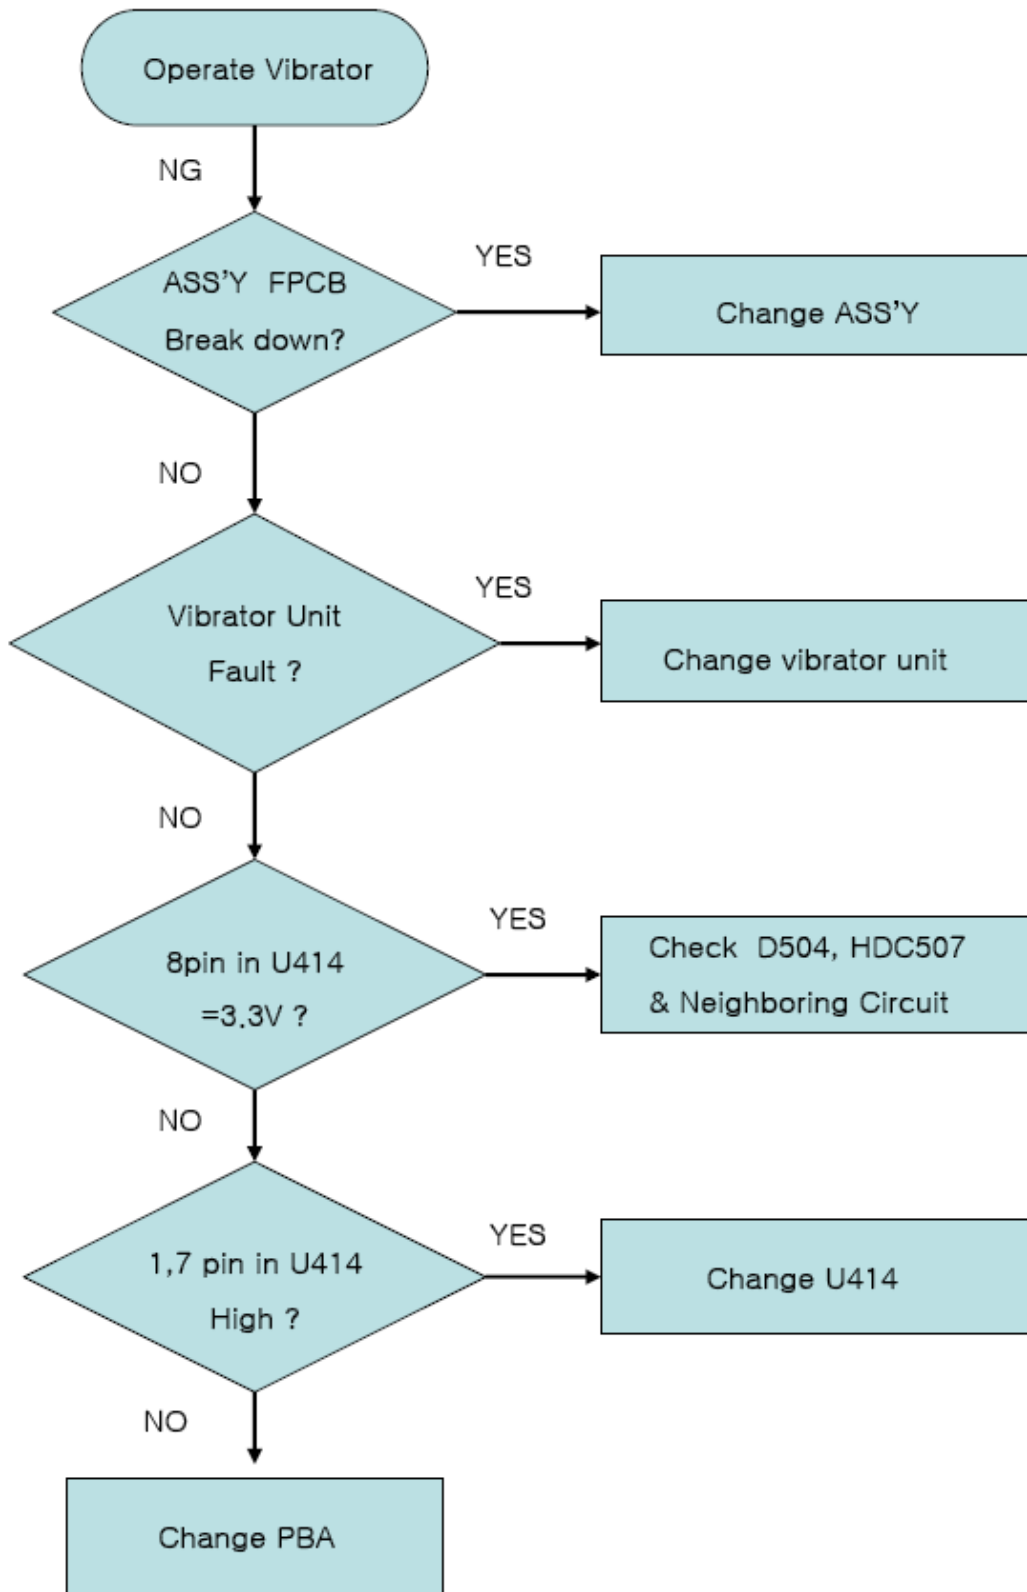 Operate Vibrator
NG
ASS'Y FPCB
Break down?
YES
Change ASS'Y
NO
Vibrator Unit
Fault ?
YES
Change vibrator unit
NO
8pin in U414
=3.3V ?
YES
Check D504, HDC507
& Neighboring Circuit
NO
1,7 pin in U414
High ?
YES
Change U414
NO
Change PBA